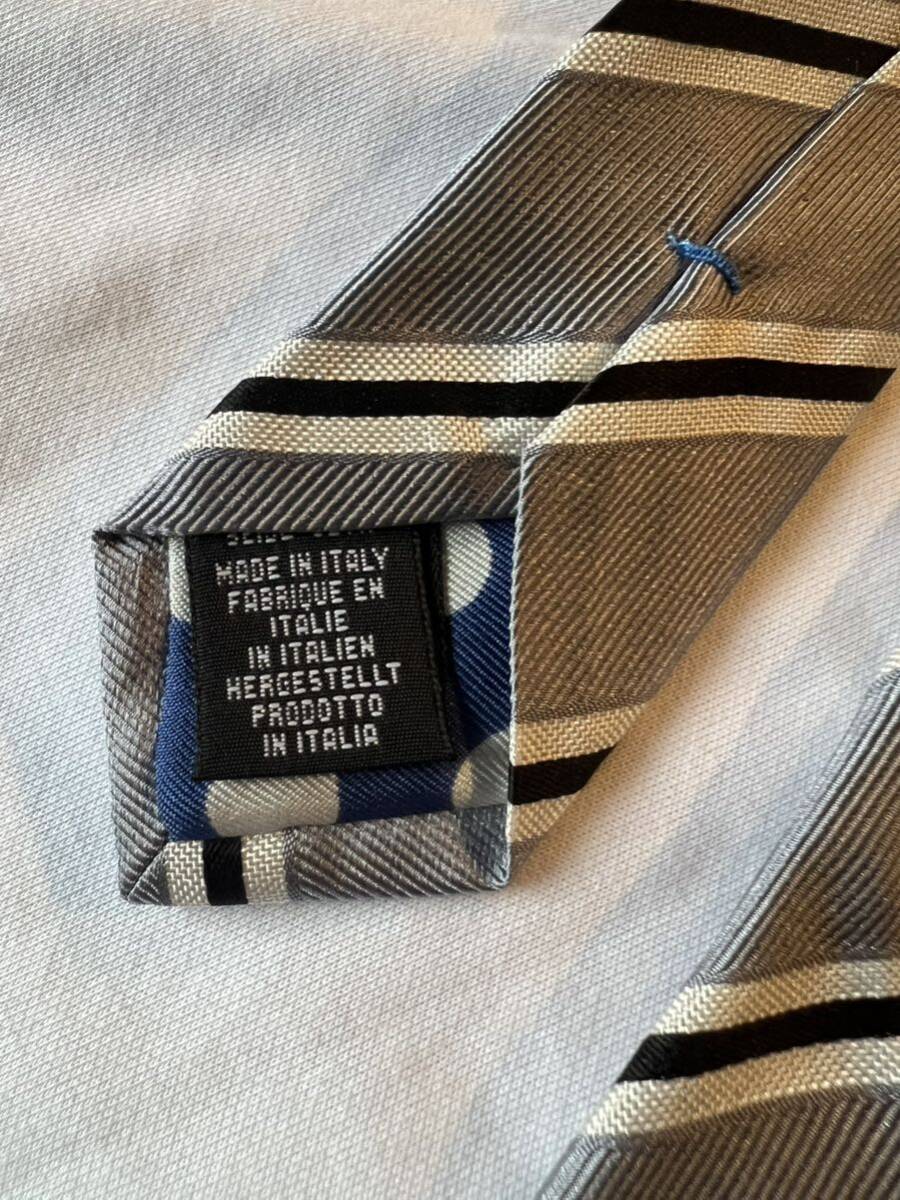 MADE IN ITALY
FABRIQUE EN
ITALIE
IN ITALIEN
HERGESTELLT
PRODOTTO
IN ITALIA